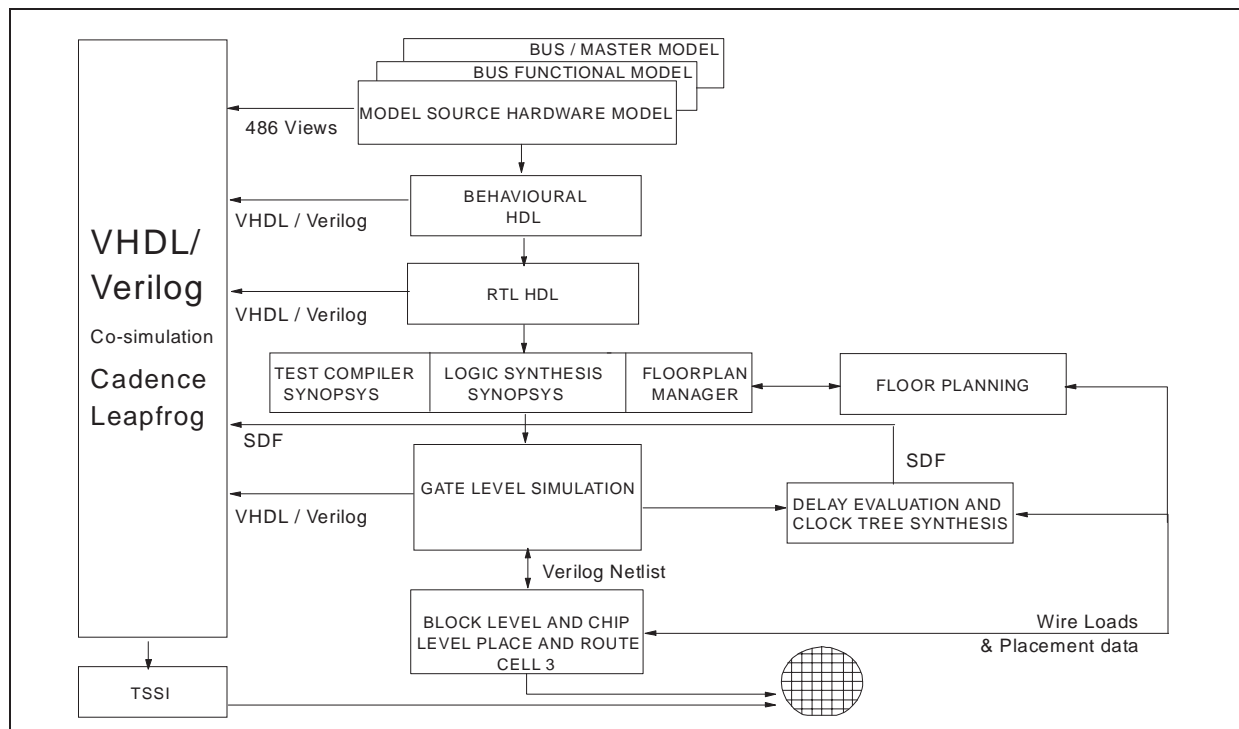 BUS / MASTER MODEL
BUS FUNCTIONAL MODEL
MODEL SOURCE HARDWARE MODEL
486 Views
BEHAVIOURAL
HDL
VHDL / Verilog
VHDL/
Verilog
Co-simulation
Cadence
Leapfrog
RTL HDL
VHDL / Verilog
TEST COMPILER
SYNOPSYS
LOGIC SYNTHESIS
SYNOPSYS
FLOORPLAN
MANAGER
FLOOR PLANNING
SDF
SDF
GATE LEVEL SIMULATION
VHDL / Verilog
DELAY EVALUATION AND
CLOCK TREE SYNTHESIS
Verilog Netlist
BLOCK LEVEL AND CHIP
LEVEL PLACE AND ROUTE
CELL 3
Wire Loads
& Placement data
TSSI